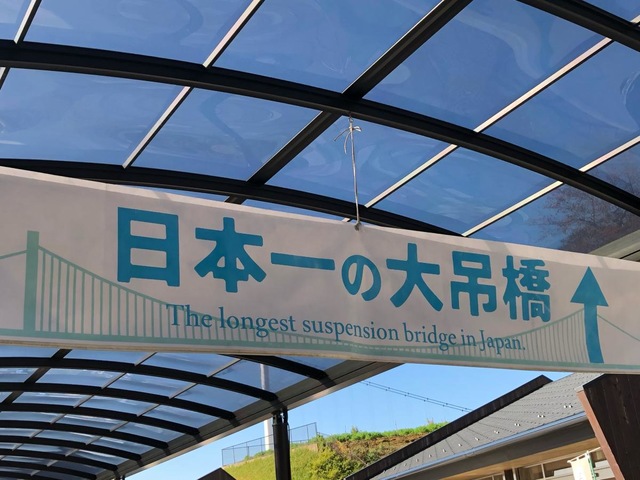 日本一の大吊橋
The longest suspension bridge in Japan.